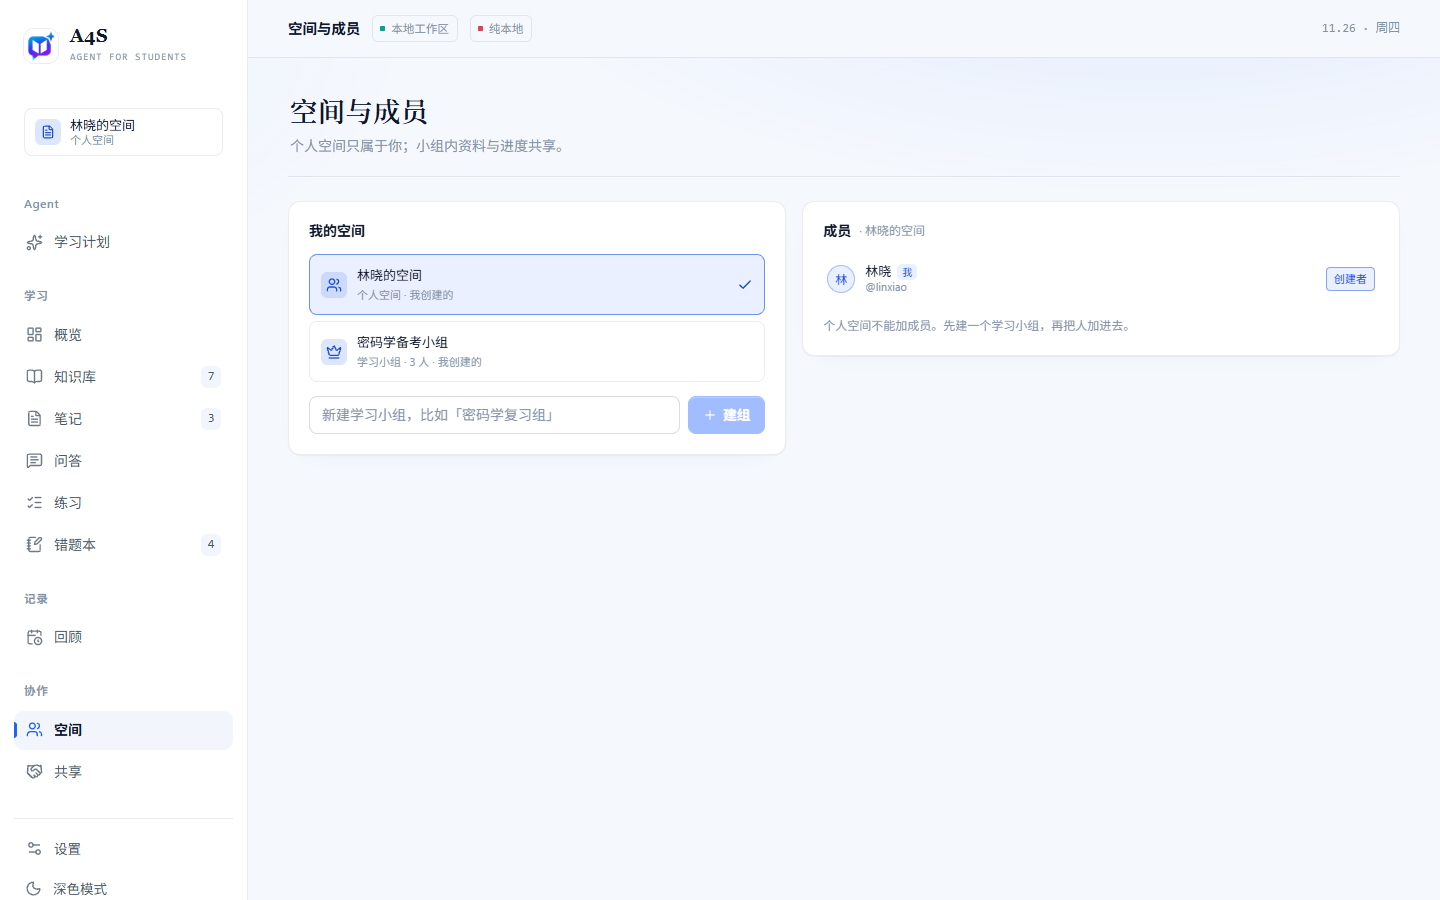 A4S
AGENT FOR STUDENTS
林晓的空间
个人空间
Agent
学习计划
学习
概览
知识库 7
笔记 3
问答
练习
错题本 4
记录
回顾
协作
空间
共享
设置
深色模式
空间与成员 本地工作区 纯本地 11.26 · 周四
空间与成员
个人空间只属于你；小组内资料与进度共享。
我的空间
林晓的空间
个人空间 · 我创建的
密码学备考小组
学习小组 · 3 人 · 我创建的
新建学习小组，比如「密码学复习组」 建组
成员 · 林晓的空间
林 林晓 我
@linxiao
创建者
个人空间不能加成员。先建一个学习小组，再把人加进去。